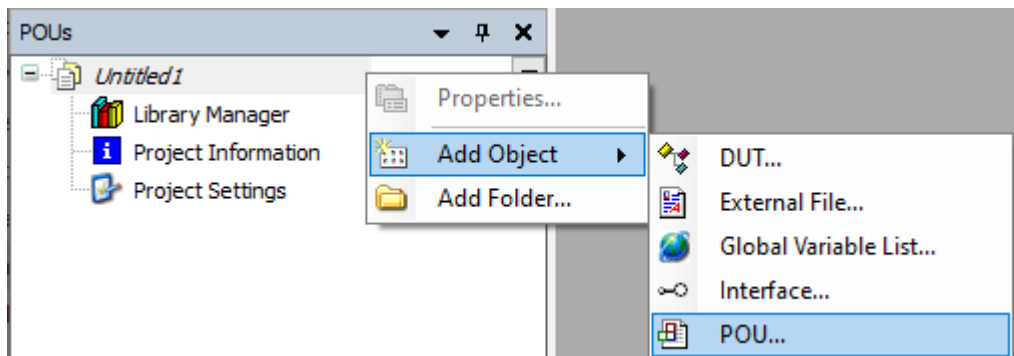 POUs
Untitled1
Library Manager
i Project Information
Project Settings
Properties...
Add Object
Add Folder...
DUT...
External File...
Global Variable List...
Interface...
POU...